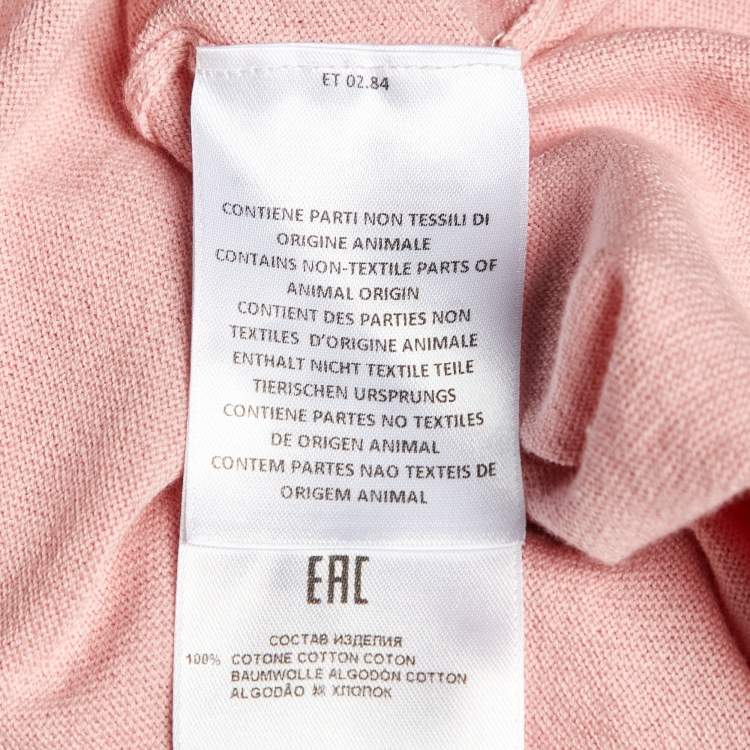 ET 02.84
CONTIENE PARTI NON TESSILI DI
ORIGINE ANIMALE
CONTAINS NON-TEXTILE PARTS OF
ANIMAL ORIGIN
CONTIENT DES PARTIES NON
TEXTILES D'ORIGINE ANIMALE
ENTHALT NICHT TEXTILE TEILE
TIERISCHEN URSPRUNGS
CONTIENE PARTES NO TEXTILES
DE ORIGEN ANIMAL
CONTEM PARTES NAO TEXTEIS DE
ORIGEM ANIMAL
EAC
СОСТАВ ИЗДЕЛИЯ
100% COTONE COTTON COTON
BAUMWOLLE ALGODÓN COTTON
ALGODÃO ХЛОПОК